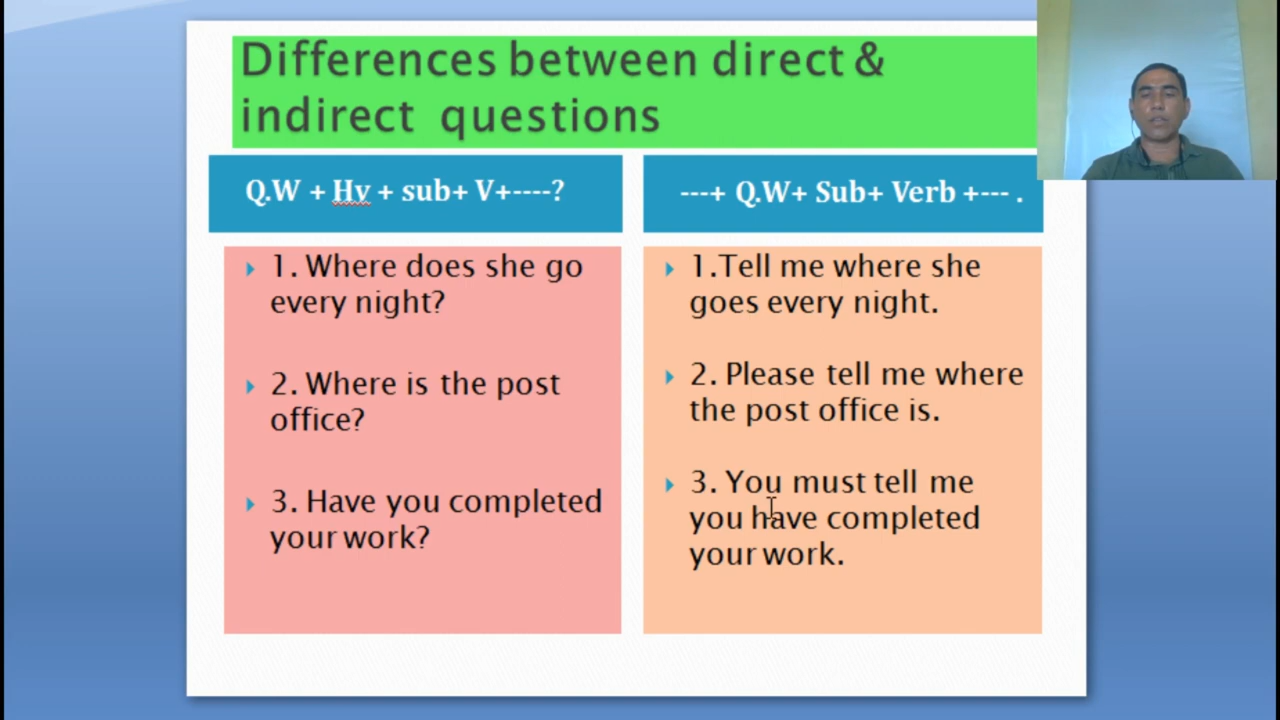 Differences between direct &
indirect questions
Q.W + Hv + sub+ V+----?
---+ Q.W+ Sub+ Verb +--- .
1. Where does she go
every night?
2. Where is the post
office?
3. Have you completed
your work?
1.Tell me where she
goes every night.
2. Please tell me where
the post office is.
3. You must tell me
you have completed
your work.